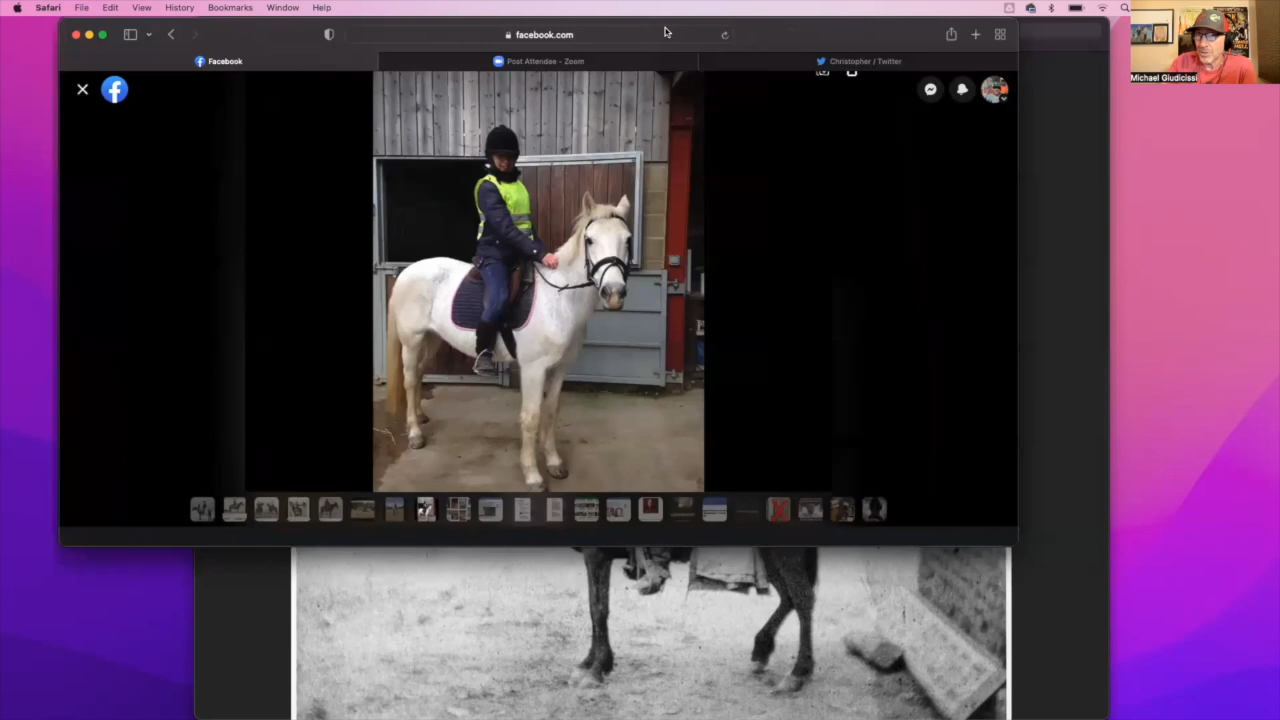 Safari File Edit View History Bookmarks Window Help
facebook.com
Facebook
Post Attendee - Zoom
Christopher / Twitter
Michael Giudicissi